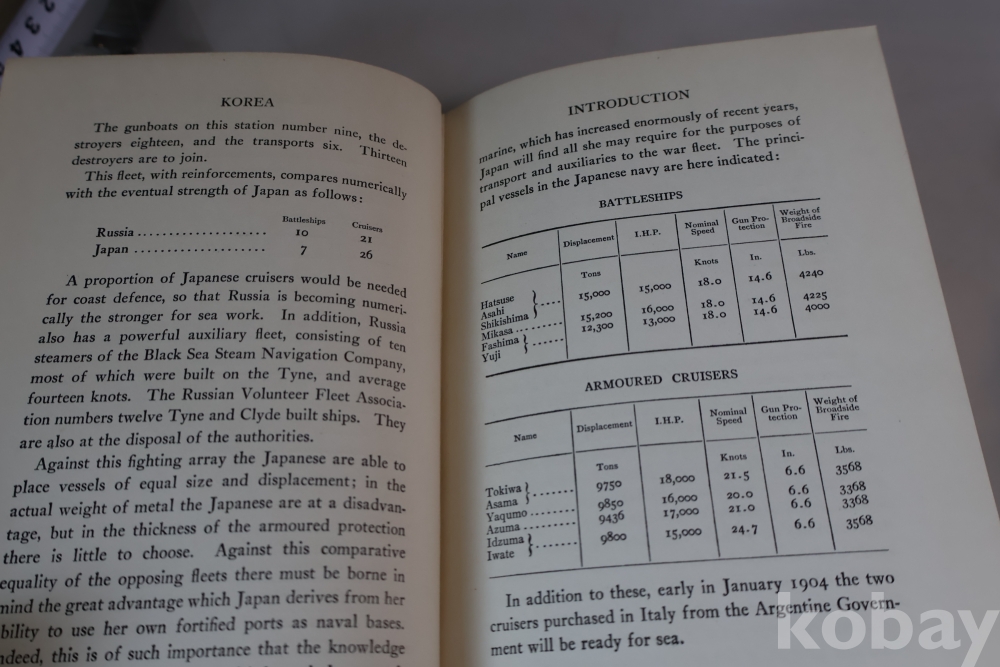 2 3 4
KOREA
The gunboats on this station number nine, the de-
stroyers eighteen, and the transports six. Thirteen
destroyers are to join.
This fleet, with reinforcements, compares numerically
with the eventual strength of Japan as follows:
Battleships Cruisers
Russia .................... 10 21
Japan .................... 7 26
A proportion of Japanese cruisers would be needed
for coast defence, so that Russia is becoming numeri-
cally the stronger for sea work. In addition, Russia
also has a powerful auxiliary fleet, consisting of ten
steamers of the Black Sea Steam Navigation Company,
most of which were built on the Tyne, and average
fourteen knots. The Russian Volunteer Fleet Associa-
tion numbers twelve Tyne and Clyde built ships. They
are also at the disposal of the authorities.
Against this fighting array the Japanese are able to
place vessels of equal size and displacement; in the
actual weight of metal the Japanese are at a disadvan-
tage, but in the thickness of the armoured protection
there is little to choose. Against this comparative
equality of the opposing fleets there must be borne in
mind the great advantage which Japan derives from her
bility to use her own fortified ports as naval bases.
ndeed, this is of such importance that the knowledge
INTRODUCTION
marine, which has increased enormously of recent years,
Japan will find all she may require for the purposes of
transport and auxiliaries to the war fleet. The princi-
pal vessels in the Japanese navy are here indicated:
BATTLESHIPS
Name Displacement I.H.P. Nominal Speed Gun Pro-tection Weight of Broadside Fire
Tons Knots In. Lbs.
Hatsuse
Asahi } .... 15,000 15,000 18.0 14.6 4240
Shikishima
Mikasa ......... 15,200 16,000 18.0 14.6 4225
Fashima } ...... 12,300 13,000 18.0 14.6 4000
Yuji
ARMOURED CRUISERS
Name Displacement I.H.P. Nominal Speed Gun Pro-tection Weight of Broadside Fire
Tons Knots In. Lbs.
Tokiwa } ....... 9750 18,000 21.5 6.6 3568
Asama
Yaqumo ........ 9850 16,000 20.0 6.6 3368
Azuma ......... 9436 17,000 21.0 6.6 3368
Idzuma } ....... 9800 15,000 24.7 6.6 3568
Iwate
In addition to these, early in January 1904 the two
cruisers purchased in Italy from the Argentine Govern-
ment will be ready for sea.
kobay